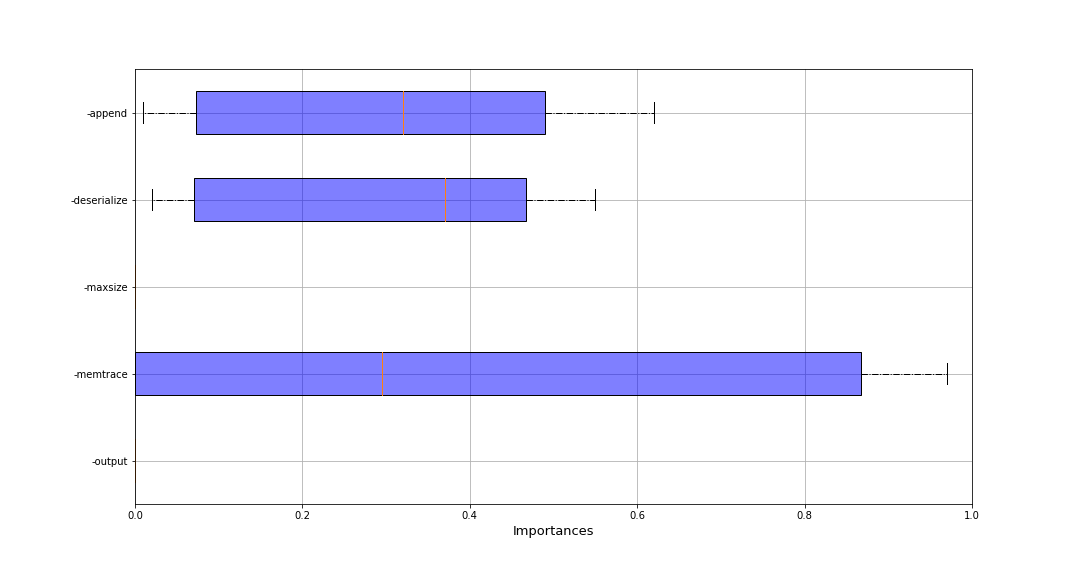 -append
-deserialize
-maxsize
-memtrace
-output
0.0 0.2 0.4 0.6 0.8 1.0
Importances